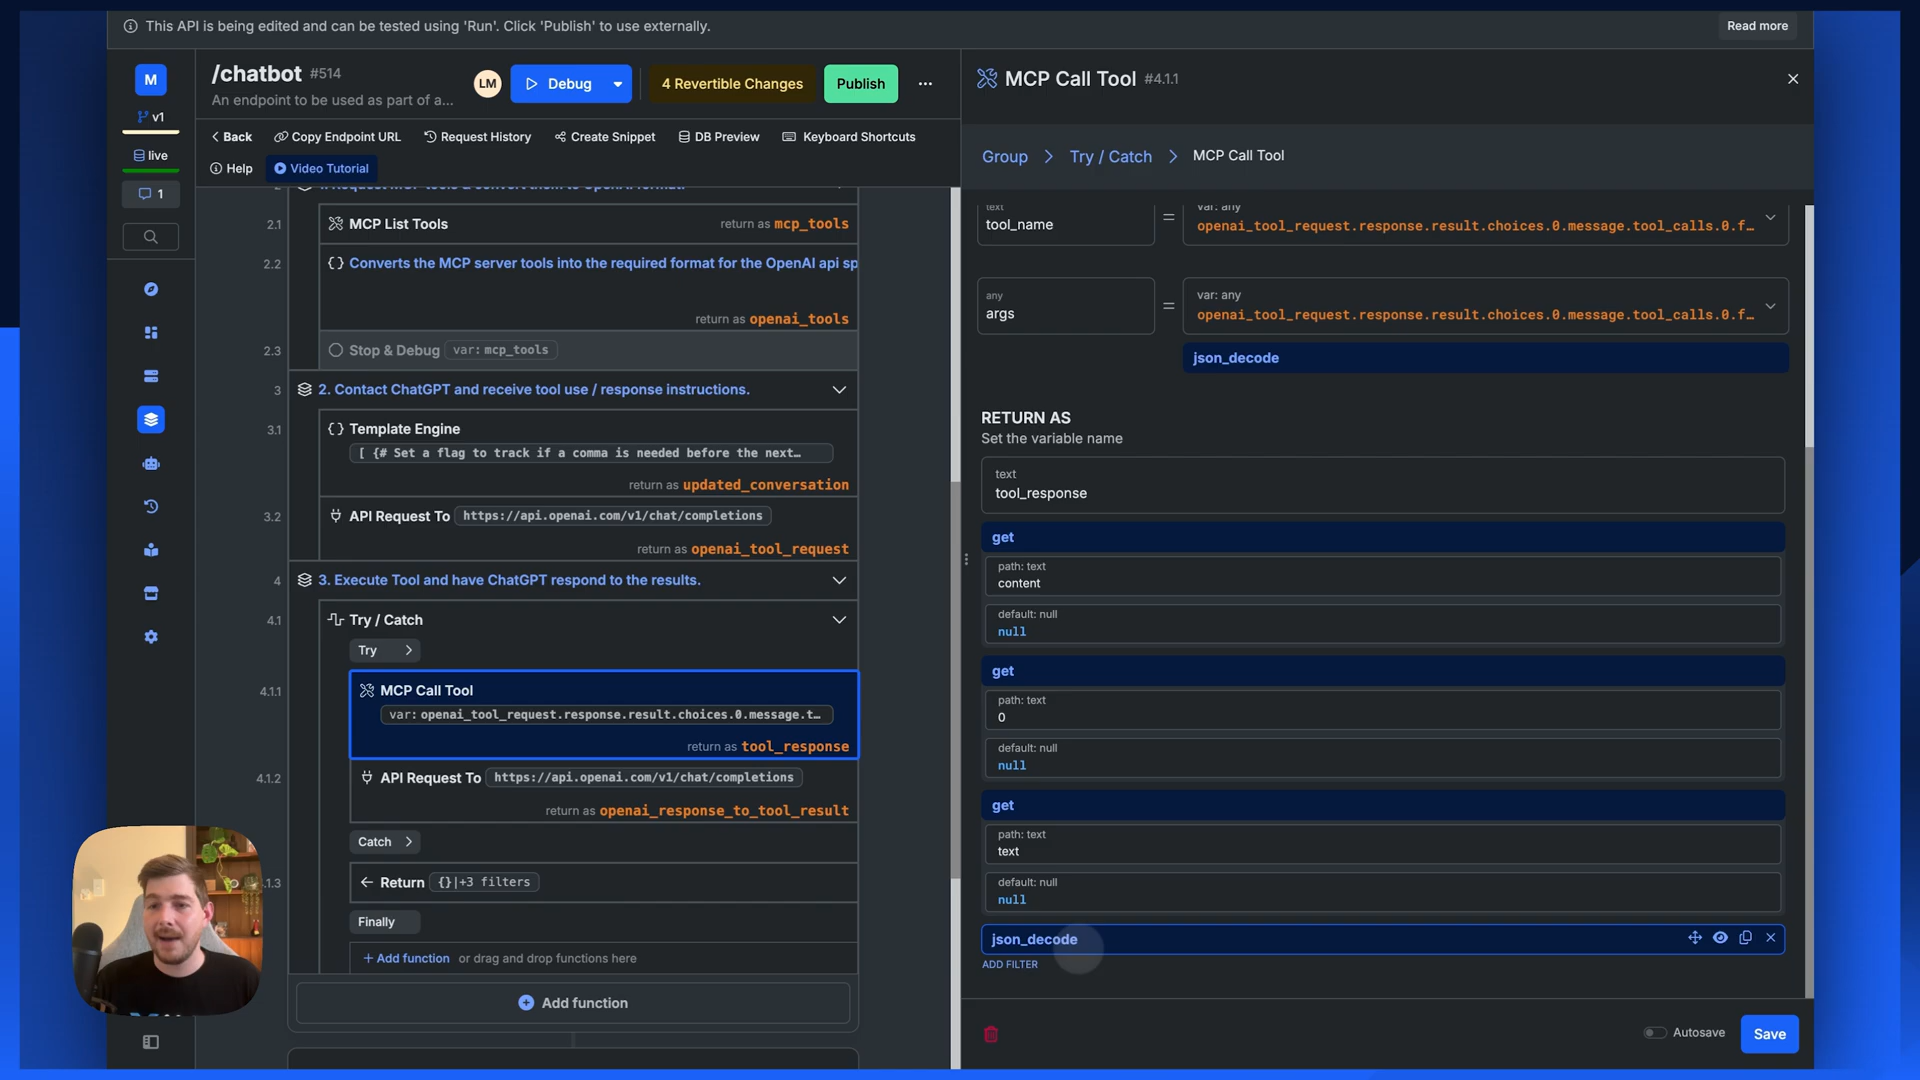 This API is being edited and can be tested using 'Run'. Click 'Publish' to use externally.
Read more
M
v1
live
1
/chatbot #514
An endpoint to be used as part of a...
LM
Debug
4 Revertible Changes
Publish
Back
Copy Endpoint URL
Request History
Create Snippet
DB Preview
Keyboard Shortcuts
Help
Video Tutorial
2.1
MCP List Tools
return as mcp_tools
2.2
{} Converts the MCP server tools into the required format for the OpenAI api sp
return as openai_tools
2.3
Stop & Debug
var: mcp_tools
3
2. Contact ChatGPT and receive tool use / response instructions.
3.1
{} Template Engine
[ {# Set a flag to track if a comma is needed before the next…
return as updated_conversation
3.2
API Request To
https://api.openai.com/v1/chat/completions
return as openai_tool_request
4
3. Execute Tool and have ChatGPT respond to the results.
4.1
Try / Catch
Try
4.1.1
MCP Call Tool
var: openai_tool_request.response.result.choices.0.message.t…
return as tool_response
4.1.2
API Request To
https://api.openai.com/v1/chat/completions
return as openai_response_to_tool_result
Catch
.1.3
Return
{}|+3 filters
Finally
+ Add function or drag and drop functions here
Add function
MCP Call Tool #4.1.1
Group > Try / Catch > MCP Call Tool
text
tool_name
=
var: any
openai_tool_request.response.result.choices.0.message.tool_calls.0.f…
any
args
=
var: any
openai_tool_request.response.result.choices.0.message.tool_calls.0.f…
json_decode
RETURN AS
Set the variable name
text
tool_response
get
path: text
content
default: null
null
get
path: text
0
default: null
null
get
path: text
text
default: null
null
json_decode
ADD FILTER
Autosave
Save